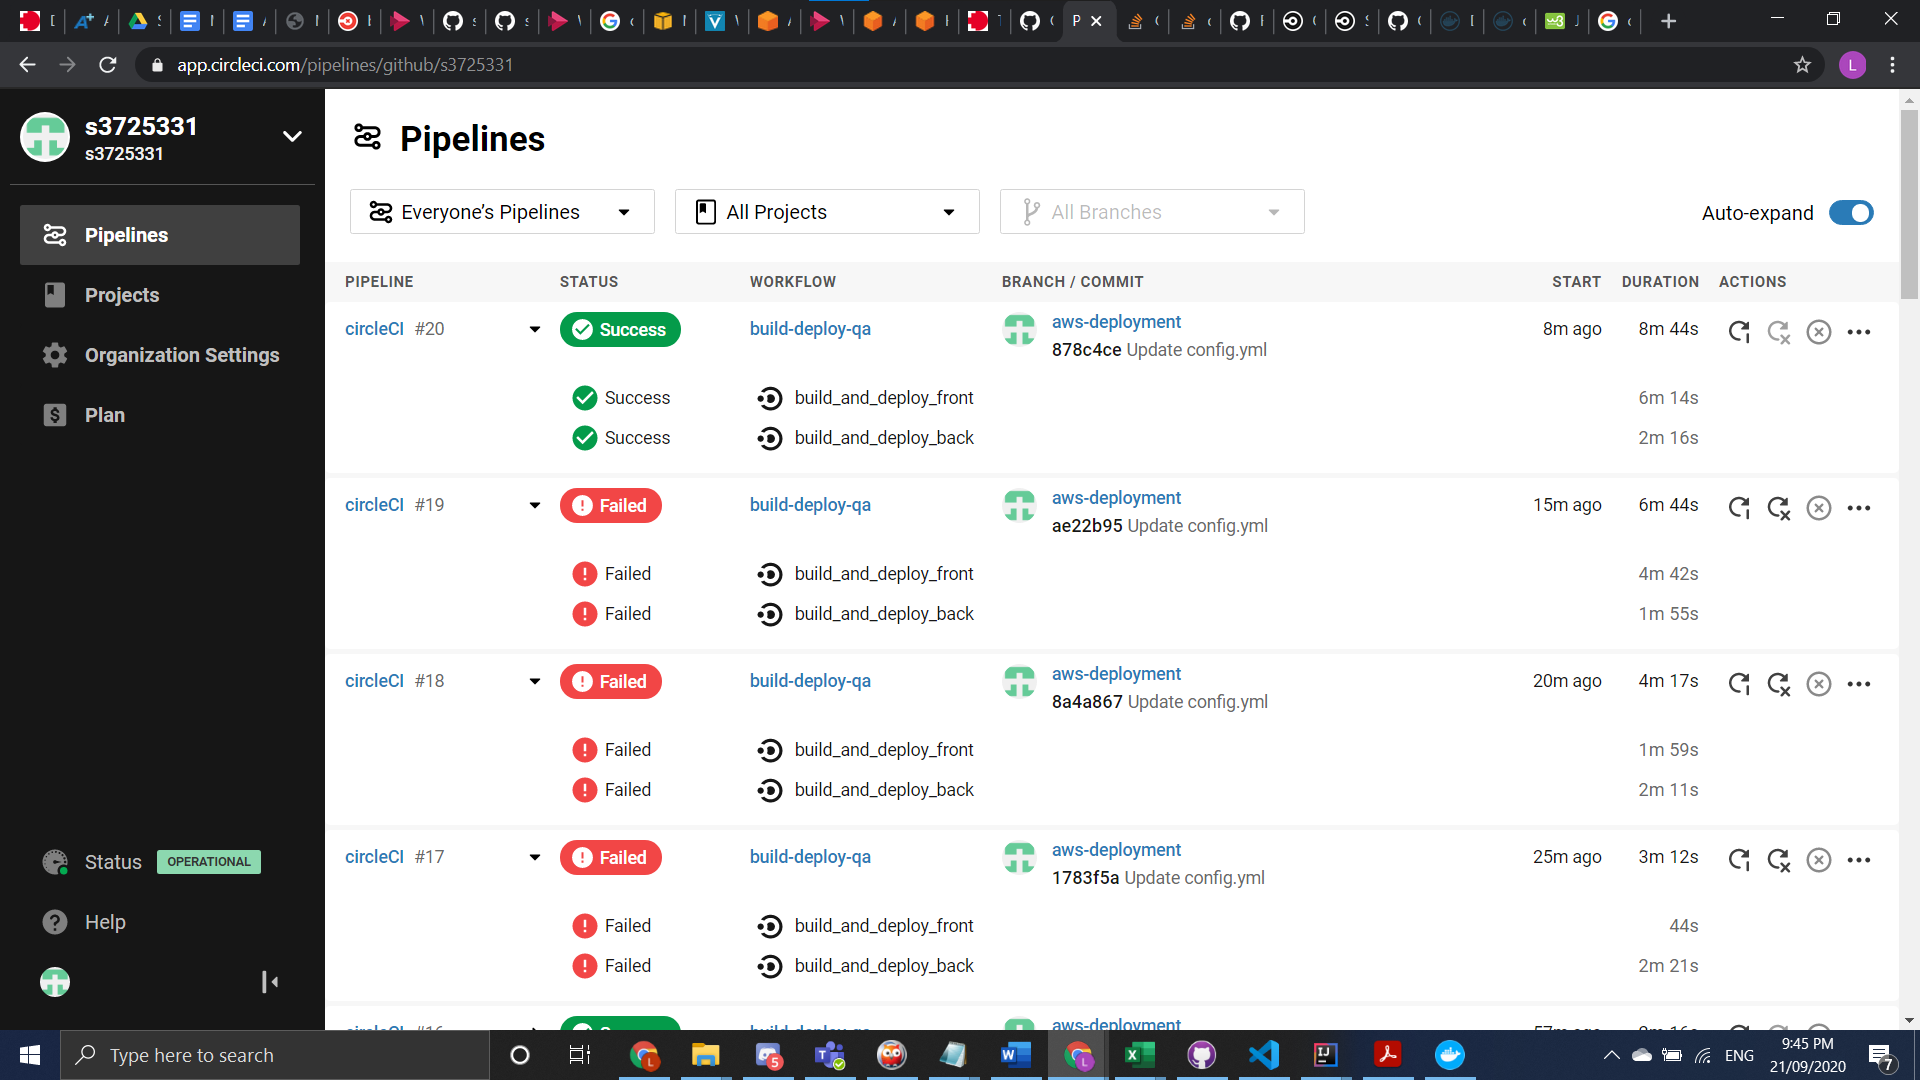 app.circleci.com/pipelines/github/s3725331
L
s3725331
s3725331
Pipelines
Projects
Organization Settings
Plan
Status OPERATIONAL
Help
Pipelines
Everyone’s Pipelines
All Projects
All Branches
Auto-expand
PIPELINE STATUS WORKFLOW BRANCH / COMMIT START DURATION ACTIONS
circleCI #20 Success build-deploy-qa aws-deployment 8m ago 8m 44s
878c4ce Update config.yml
Success build_and_deploy_front 6m 14s
Success build_and_deploy_back 2m 16s
circleCI #19 Failed build-deploy-qa aws-deployment 15m ago 6m 44s
ae22b95 Update config.yml
Failed build_and_deploy_front 4m 42s
Failed build_and_deploy_back 1m 55s
circleCI #18 Failed build-deploy-qa aws-deployment 20m ago 4m 17s
8a4a867 Update config.yml
Failed build_and_deploy_front 1m 59s
Failed build_and_deploy_back 2m 11s
circleCI #17 Failed build-deploy-qa aws-deployment 25m ago 3m 12s
1783f5a Update config.yml
Failed build_and_deploy_front 44s
Failed build_and_deploy_back 2m 21s
aws-deployment
Type here to search
ENG
9:45 PM
21/09/2020
7